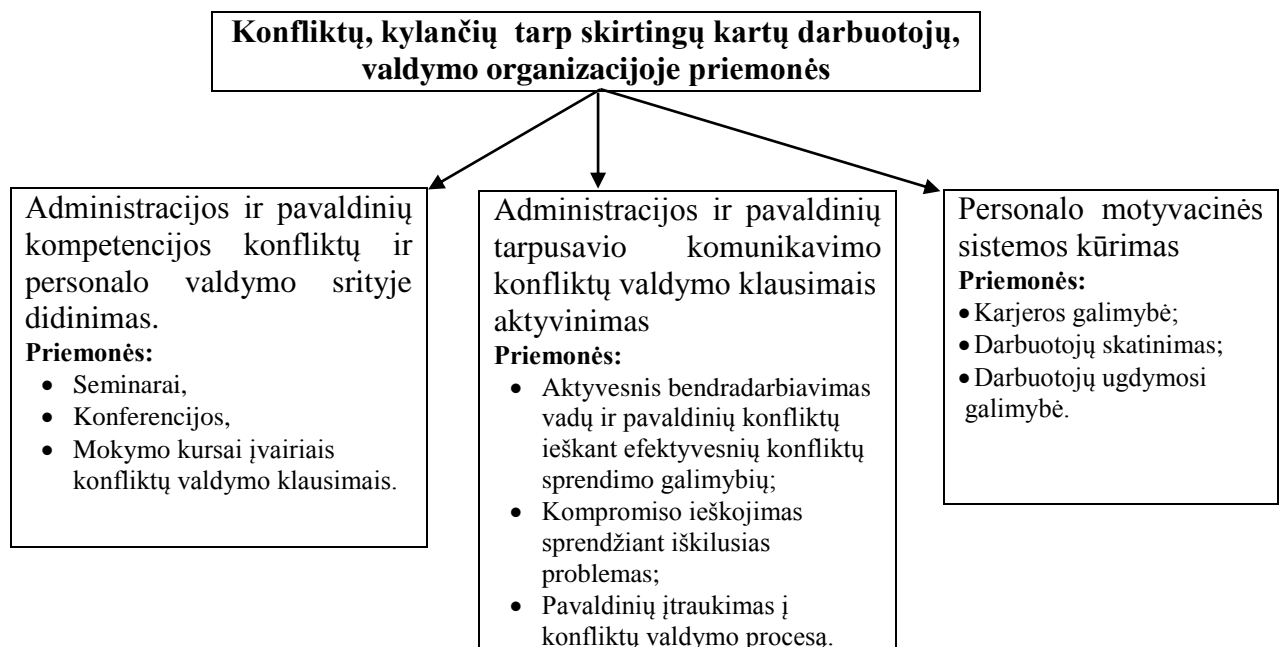 Konfliktų, kylančių tarp skirtingų kartų darbuotojų,
valdymo organizacijoje priemonės
Administracijos ir pavaldinių
kompetencijos konfliktų ir
personalo valdymo srityje
didinimas.
Priemonės:
• Seminarai,
• Konferencijos,
• Mokymo kursai įvairiais
konfliktų valdymo klausimais.
Administracijos ir pavaldinių
tarpusavio komunikavimo
konfliktų valdymo klausimais
aktyvinimas
Priemonės:
• Aktyvesnis bendradarbiavimas
vadų ir pavaldinių konfliktų
ieškant efektyvesnių konfliktų
sprendimo galimybių;
• Kompromiso ieškojimas
sprendžiant iškilusias
problemas;
• Pavaldinių įtraukimas į
konfliktų valdymo procesą.
Personalo motyvacinės
sistemos kūrimas
Priemonės:
• Karjeros galimybė;
• Darbuotojų skatinimas;
• Darbuotojų ugdymosi
galimybė.